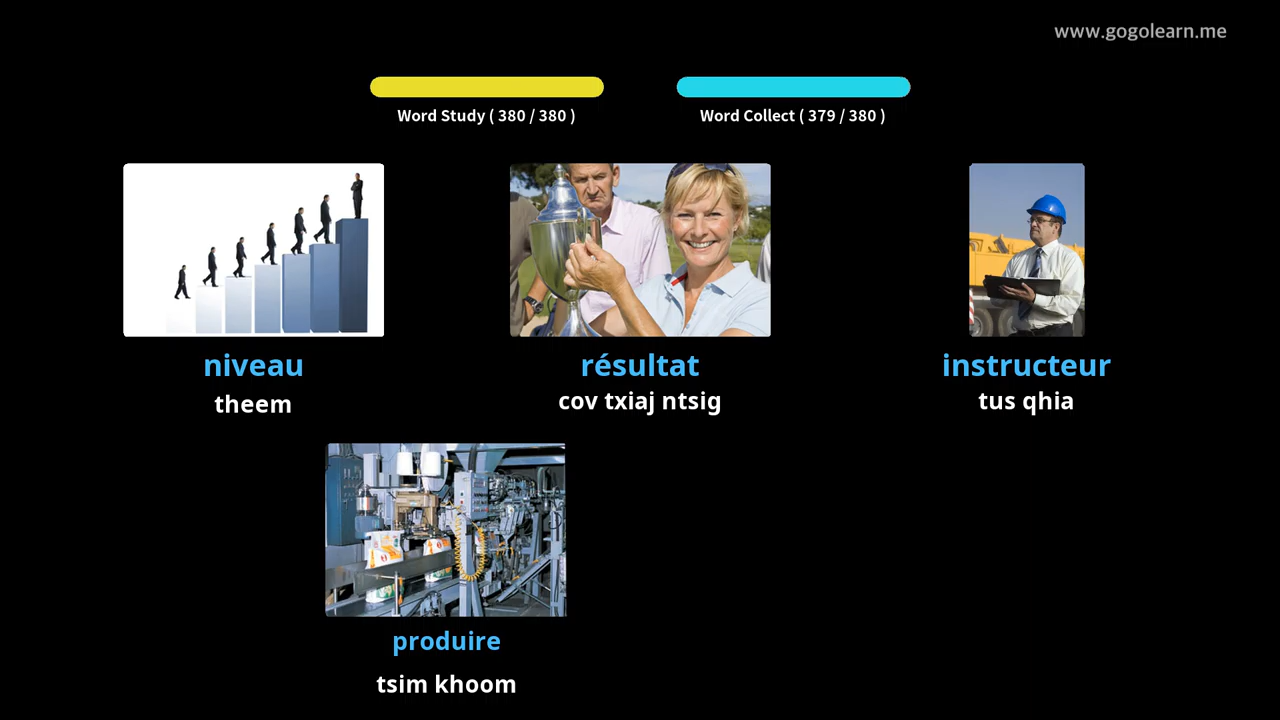 www.gogolearn.me
Word Study ( 380 / 380 )
Word Collect ( 379 / 380 )
niveau
theem
résultat
cov txiaj ntsig
instructeur
tus qhia
produire
tsim khoom